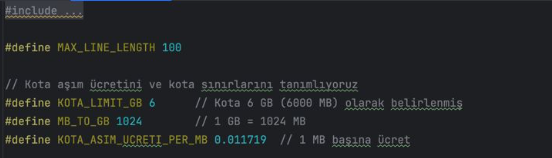 #include ...
#define MAX_LINE_LENGTH 100
// Kota aşım ücretini ve kota sınırlarını tanımlıyoruz
#define KOTA_LIMIT_GB 6 // Kota 6 GB (6000 MB) olarak belirlenmiş
#define MB_TO_GB 1024 // 1 GB = 1024 MB
#define KOTA_ASIM_UCRETI_PER_MB 0.011719 // 1 MB başına ücret